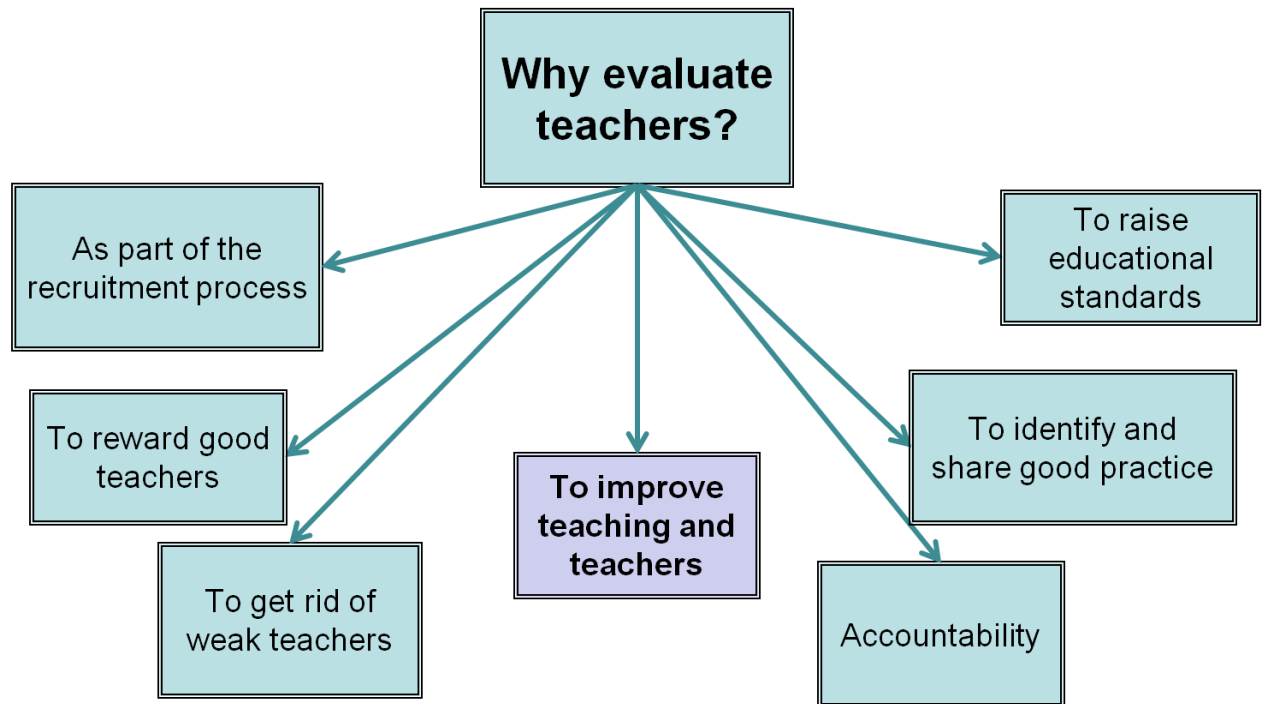 Why evaluate
teachers?
As part of the
recruitment process
To raise
educational
standards
To reward good
teachers
To improve
teaching and
teachers
To identify and
share good practice
To get rid of
weak teachers
Accountability